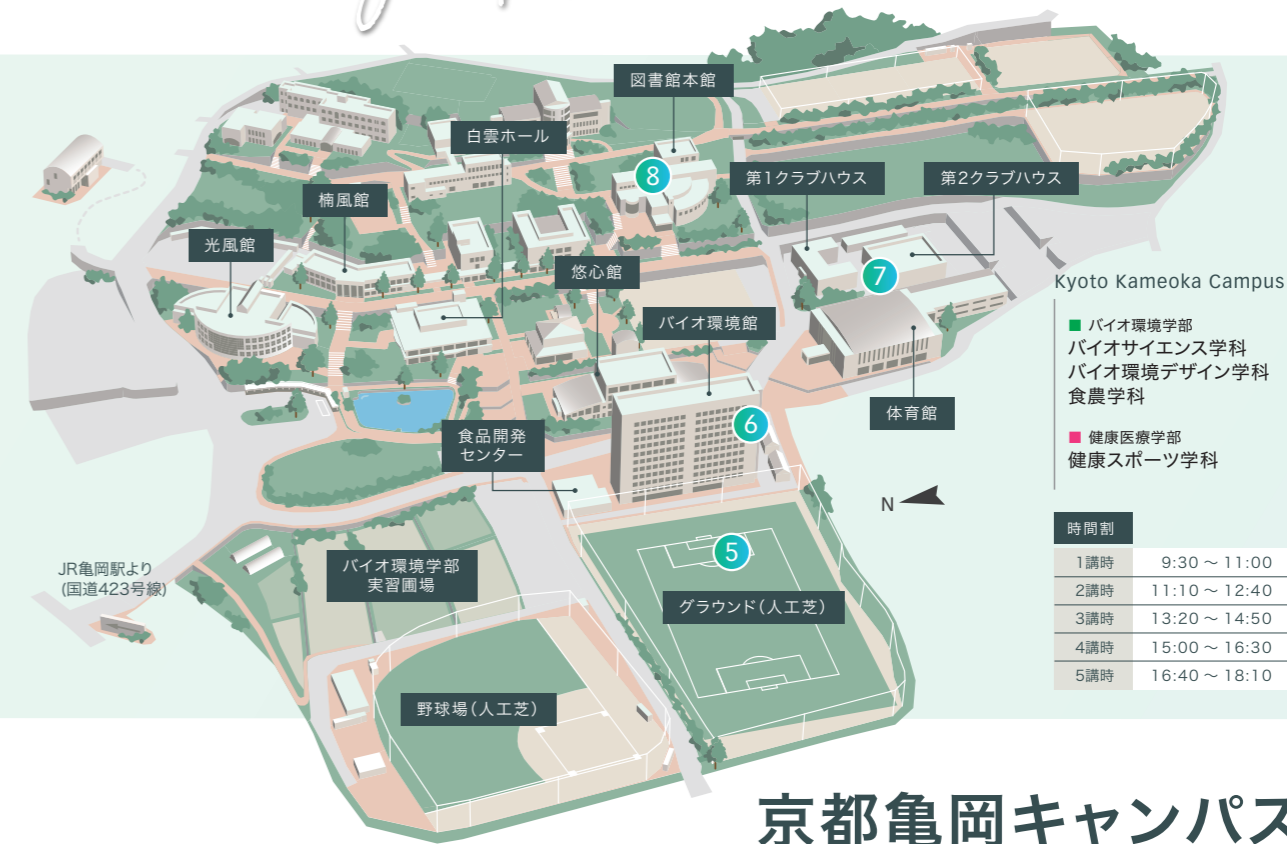 図書館本館
白雲ホール
8
第1クラブハウス
第2クラブハウス
楠風館
光風館
悠心館
7
バイオ環境館
体育館
6
食品開発
センター
N
5
バイオ環境学部
実習圃場
グラウンド(人工芝)
JR亀岡駅より
(国道423号線)
野球場(人工芝)
Kyoto Kameoka Campus
バイオ環境学部
バイオサイエンス学科
バイオ環境デザイン学科
食農学科
健康医療学部
健康スポーツ学科
時間割
1講時 9:30 ～ 11:00
2講時 11:10 ～ 12:40
3講時 13:20 ～ 14:50
4講時 15:00 ～ 16:30
5講時 16:40 ～ 18:10
京都亀岡キャンパス